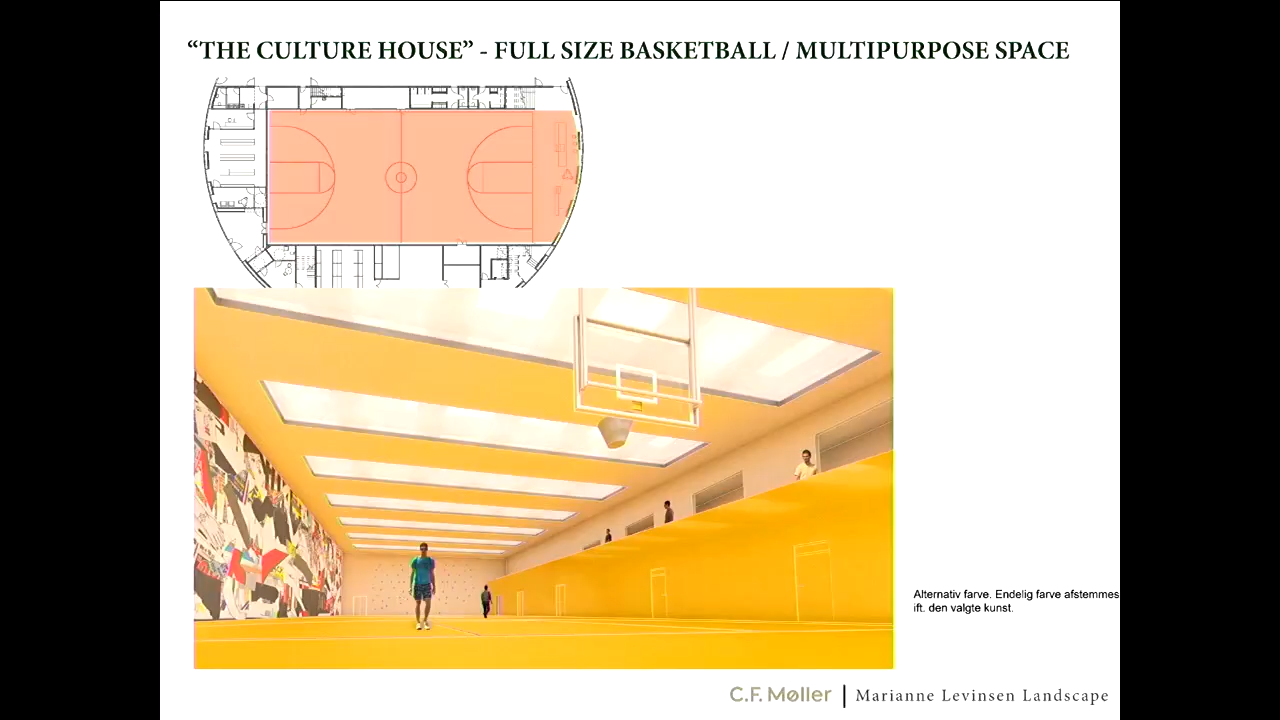 “THE CULTURE HOUSE” - FULL SIZE BASKETBALL / MULTIPURPOSE SPACE
Alternativ farve. Endelig farve afstemmes
ift. den valgte kunst.
C.F. Møller | Marianne Levinsen Landscape